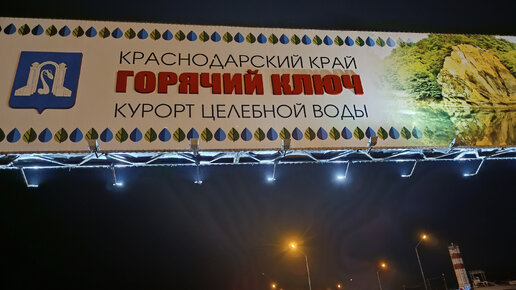 КРАСНОДАРСКИЙ КРАЙ
ГОРЯЧИЙ КЛЮЧ
КУРОРТ ЦЕЛЕБНОЙ ВОДЫ